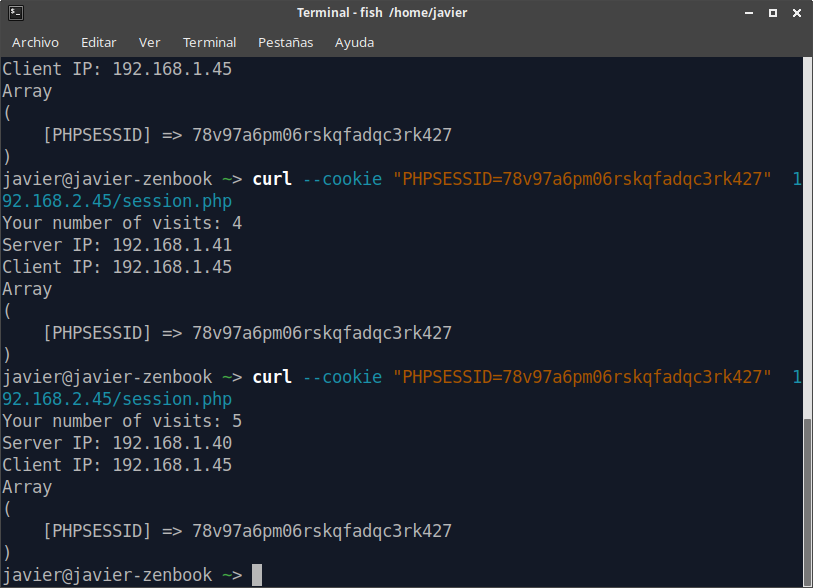 Terminal - fish /home/javier
Archivo Editar Ver Terminal Pestañas Ayuda
Client IP: 192.168.1.45
Array
(
    [PHPSESSID] => 78v97a6pm06rskqfadqc3rk427
)
javier@javier-zenbook ~> curl --cookie "PHPSESSID=78v97a6pm06rskqfadqc3rk427"  1
92.168.2.45/session.php
Your number of visits: 4
Server IP: 192.168.1.41
Client IP: 192.168.1.45
Array
(
    [PHPSESSID] => 78v97a6pm06rskqfadqc3rk427
)
javier@javier-zenbook ~> curl --cookie "PHPSESSID=78v97a6pm06rskqfadqc3rk427"  1
92.168.2.45/session.php
Your number of visits: 5
Server IP: 192.168.1.40
Client IP: 192.168.1.45
Array
(
    [PHPSESSID] => 78v97a6pm06rskqfadqc3rk427
)
javier@javier-zenbook ~>